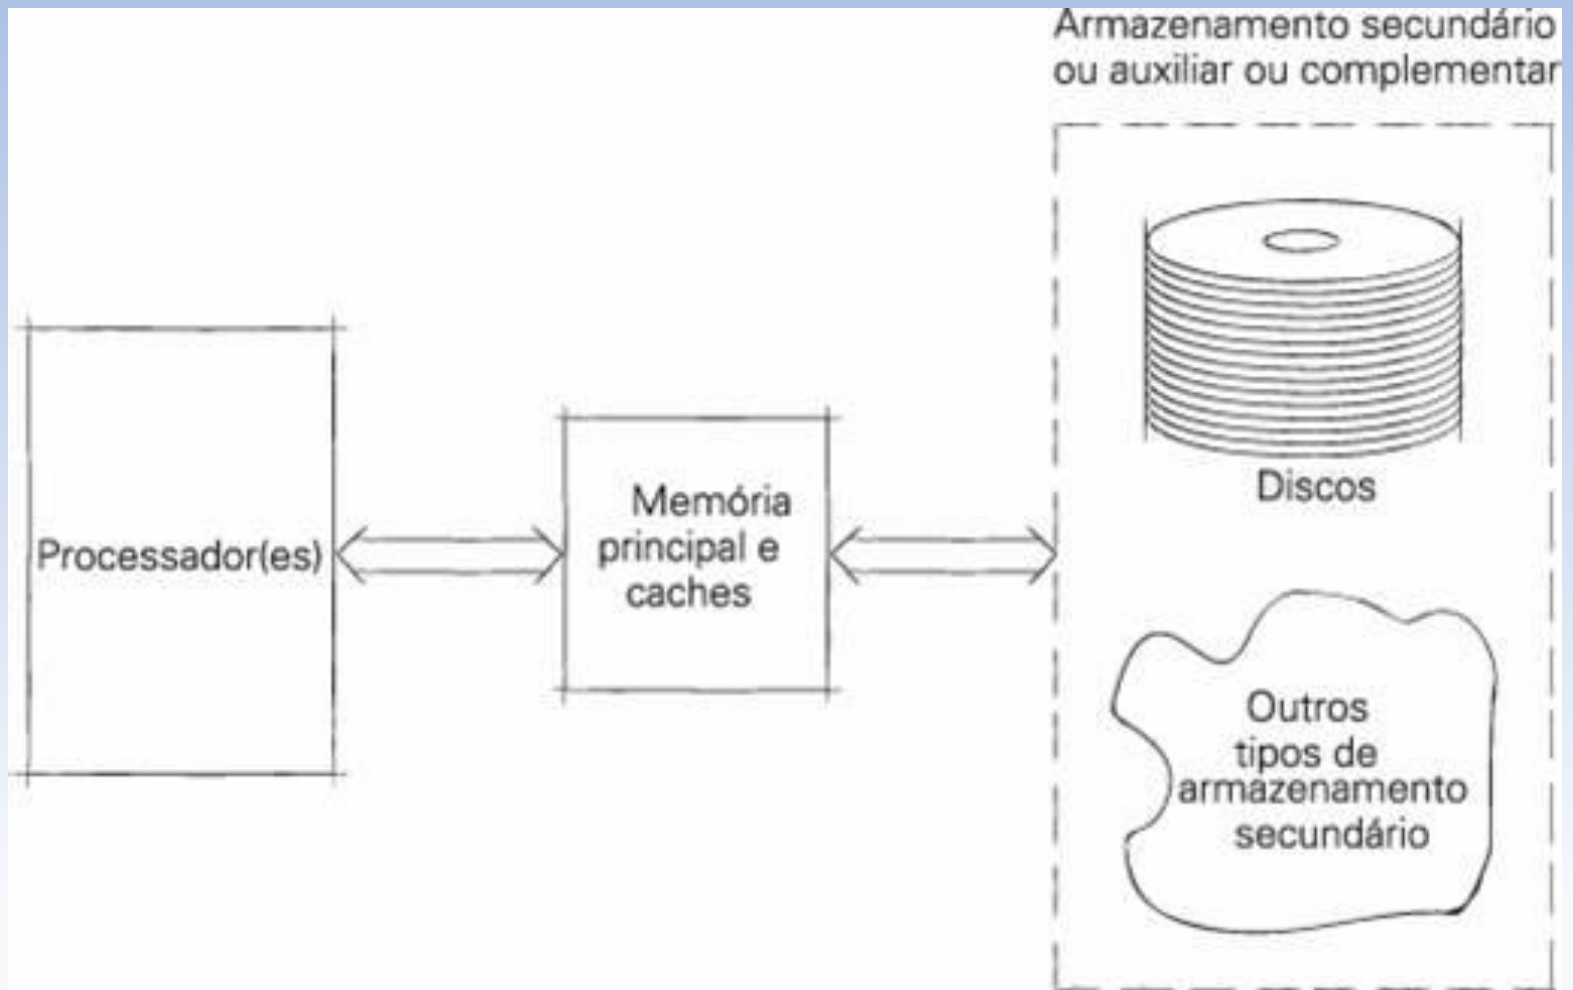 Armazenamento secundário
ou auxiliar ou complementar
Processador(es)
Memória
principal e
caches
Discos
Outros
tipos de
armazenamento
secundário